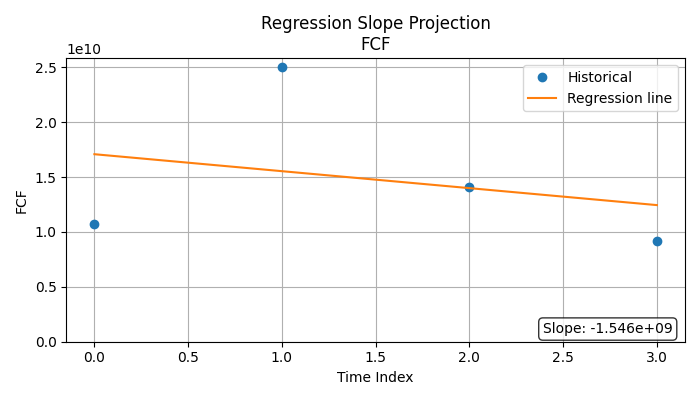 Regression Slope Projection
FCF
1e10
2.5
2.0
1.5
1.0
0.5
0.0
FCF
Historical
Regression line
Slope: -1.546e+09
0.0 0.5 1.0 1.5 2.0 2.5 3.0
Time Index